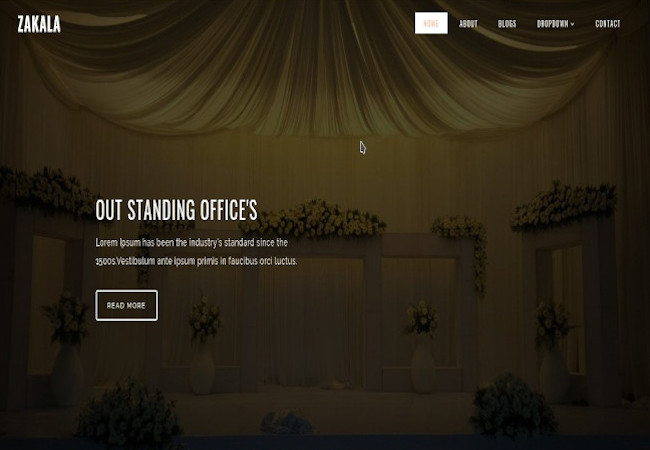 ZAKALA
HOME
ABOUT
BLOGS
DROPDOWN
CONTACT
OUT STANDING OFFICE'S
Lorem Ipsum has been the industry's standard since the
1500s.Vestibulum ante ipsum primis in faucibus orci luctus.
READ MORE